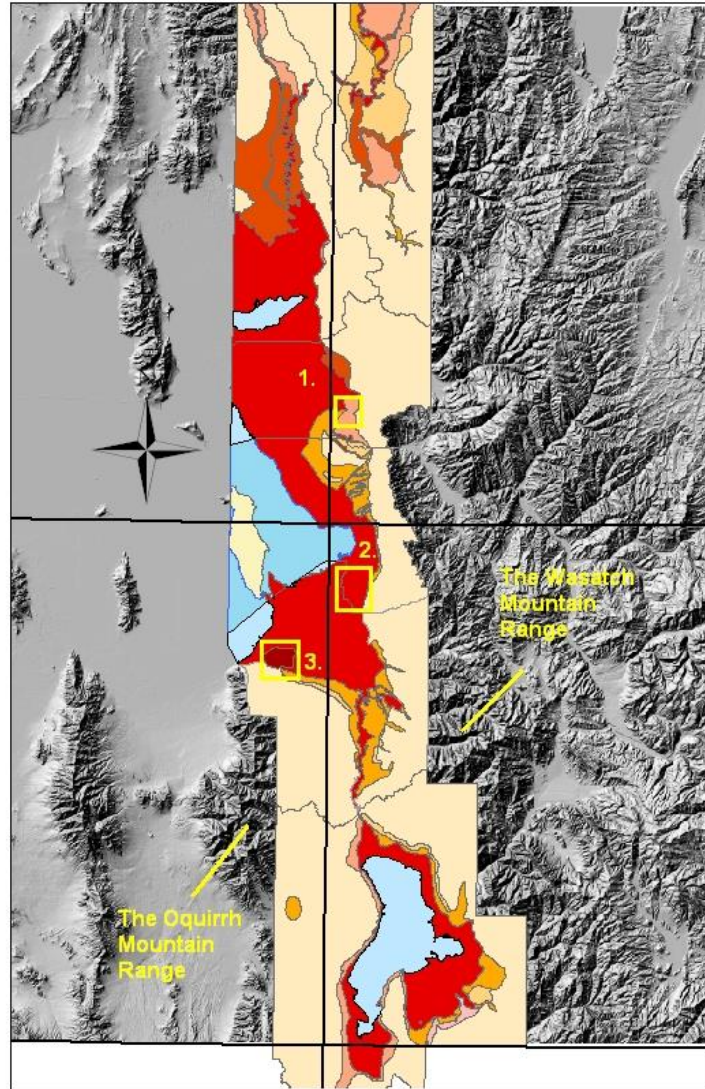 1.
2.
The Wasatch
Mountain
Range
3.
The Oquirrh
Mountain
Range